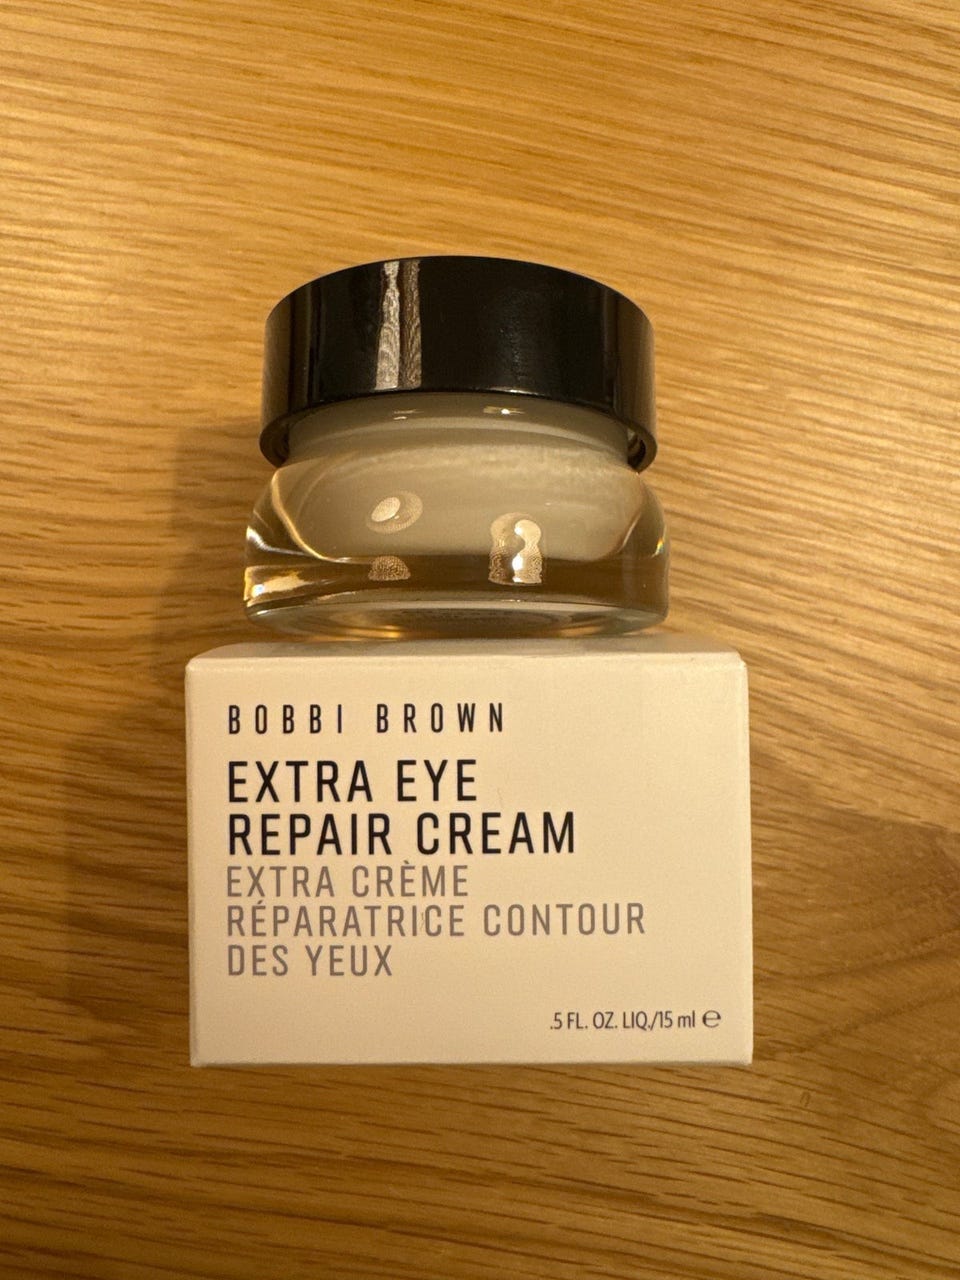 BOBBI BROWN
EXTRA EYE
REPAIR CREAM
EXTRA CRÈME
RÉPARATRICE CONTOUR
DES YEUX
.5 FL. OZ. LIQ./15 ml ℮